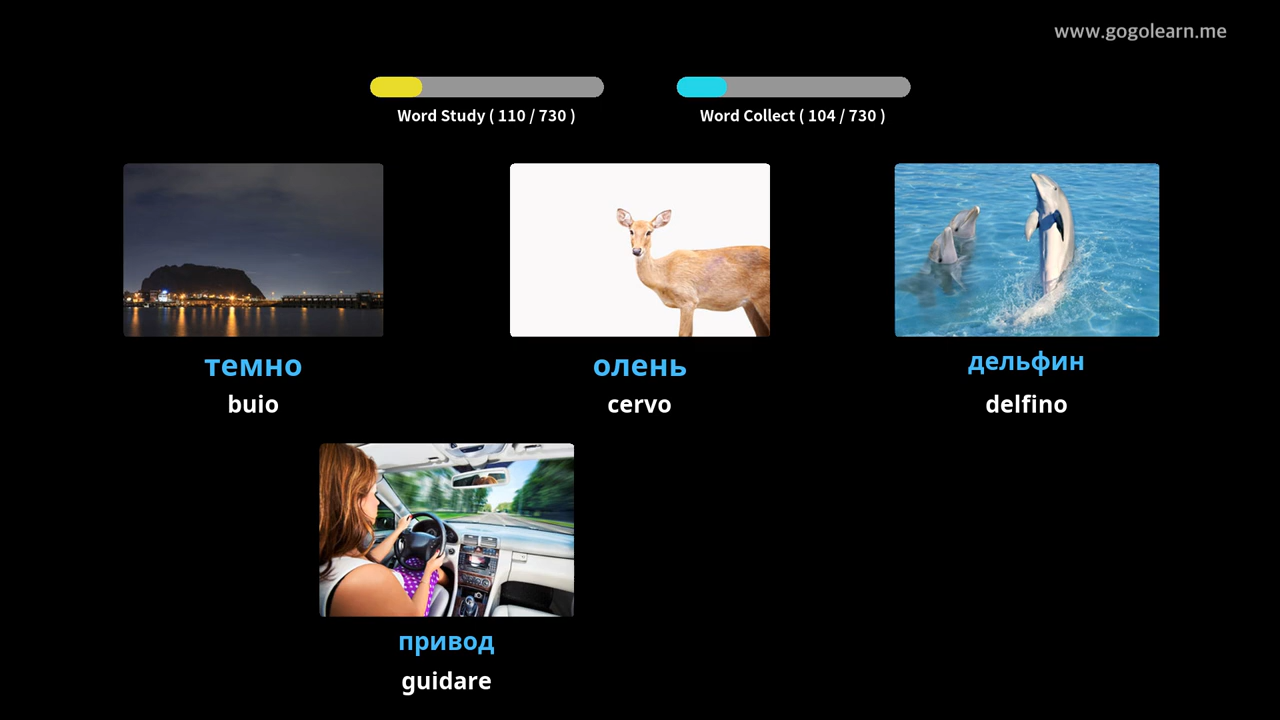 www.gogolearn.me
Word Study ( 110 / 730 )
Word Collect ( 104 / 730 )
темно
олень
дельфин
buio
cervo
delfino
привод
guidare